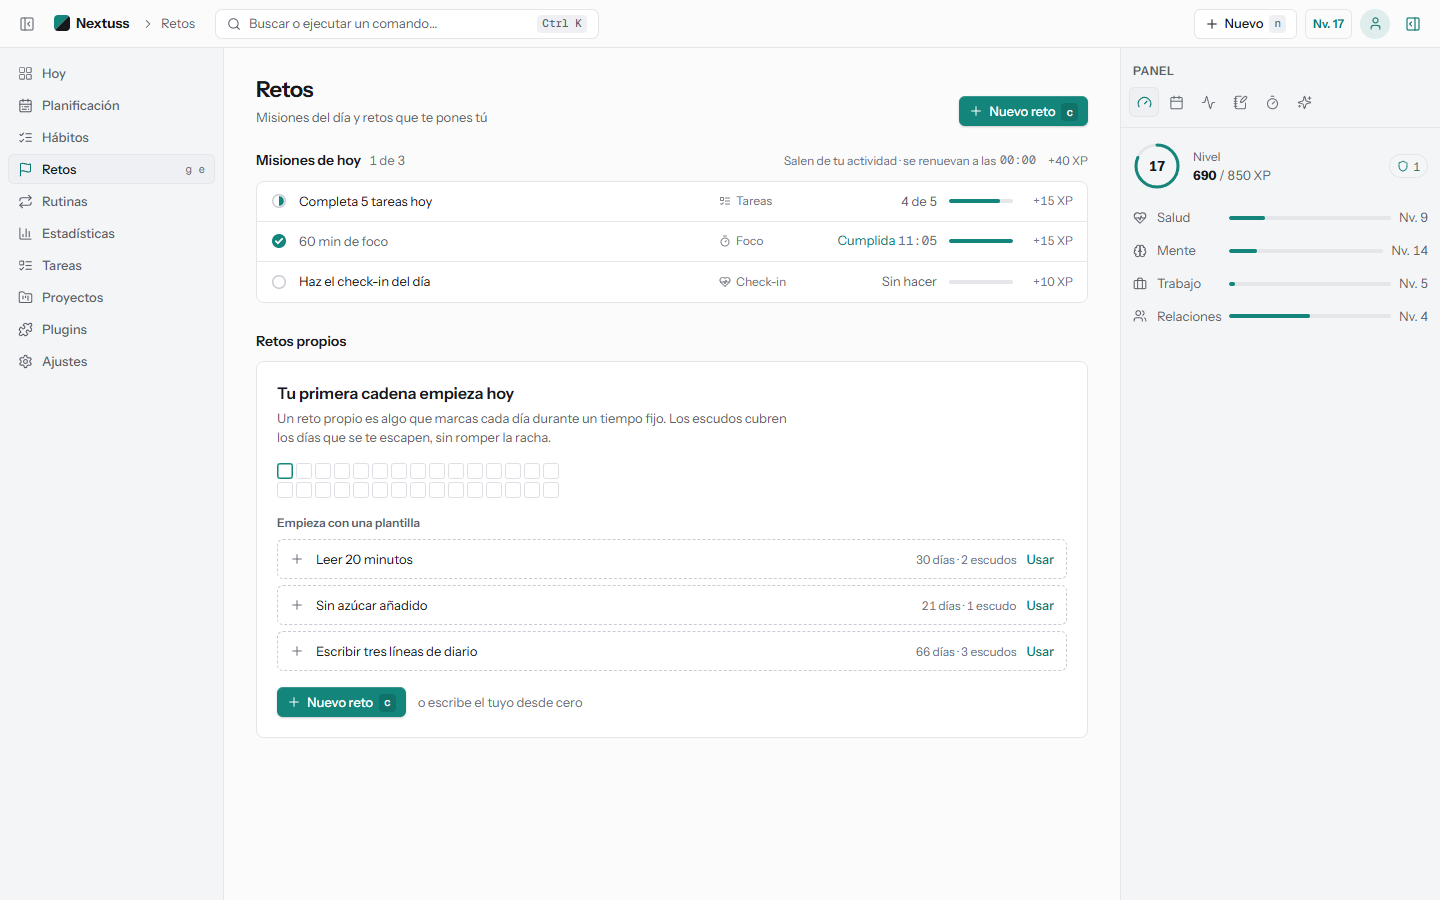 Nextuss
Retos
Buscar o ejecutar un comando...
Ctrl K
Nuevo
n
Nv. 17
Hoy
Planificación
Hábitos
Retos
g e
Rutinas
Estadísticas
Tareas
Proyectos
Plugins
Ajustes
Retos
Misiones del día y retos que te pones tú
Nuevo reto c
Misiones de hoy 1 de 3
Salen de tu actividad · se renuevan a las 00:00 +40 XP
Completa 5 tareas hoy Tareas 4 de 5 +15 XP
60 min de foco Foco Cumplida 11:05 +15 XP
Haz el check-in del día Check-in Sin hacer +10 XP
Retos propios
Tu primera cadena empieza hoy
Un reto propio es algo que marcas cada día durante un tiempo fijo. Los escudos cubren
los días que se te escapen, sin romper la racha.
Empieza con una plantilla
Leer 20 minutos 30 días · 2 escudos Usar
Sin azúcar añadido 21 días · 1 escudo Usar
Escribir tres líneas de diario 66 días · 3 escudos Usar
Nuevo reto c o escribe el tuyo desde cero
PANEL
17
Nivel
690 / 850 XP
1
Salud Nv. 9
Mente Nv. 14
Trabajo Nv. 5
Relaciones Nv. 4